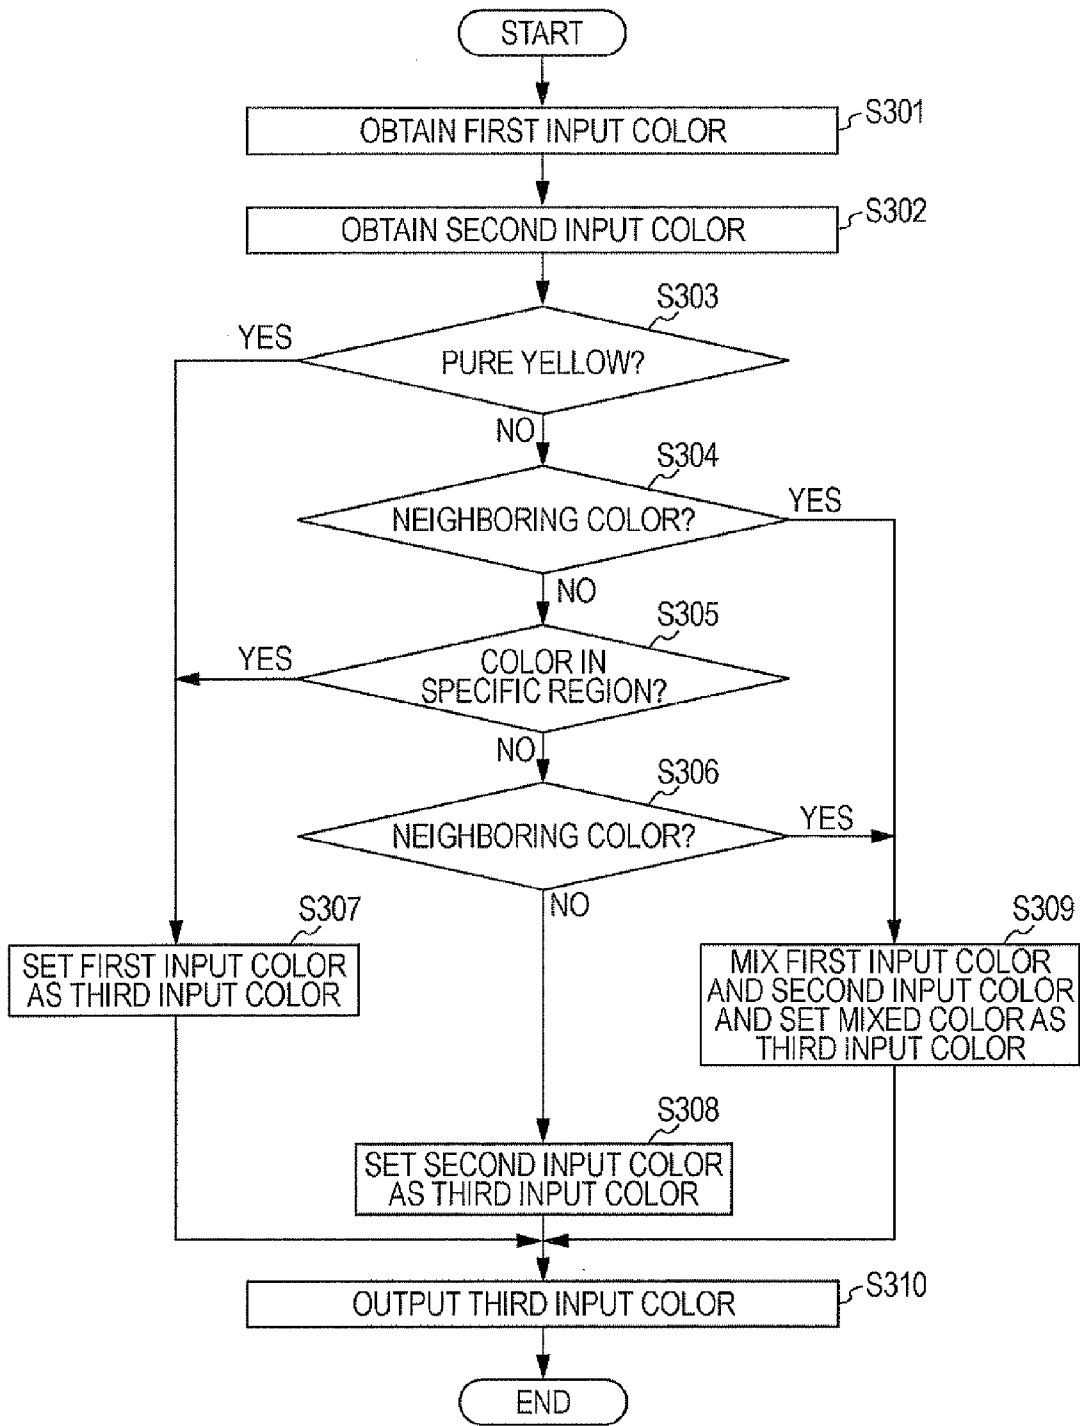 START
OBTAIN FIRST INPUT COLOR
S301
OBTAIN SECOND INPUT COLOR
S302
S303
YES
PURE YELLOW?
NO
S304
NEIGHBORING COLOR?
YES
NO
S305
YES
COLOR IN
SPECIFIC REGION?
NO
S306
NEIGHBORING COLOR?
YES
NO
S307
SET FIRST INPUT COLOR
AS THIRD INPUT COLOR
S309
MIX FIRST INPUT COLOR
AND SECOND INPUT COLOR
AND SET MIXED COLOR AS
THIRD INPUT COLOR
S308
SET SECOND INPUT COLOR
AS THIRD INPUT COLOR
OUTPUT THIRD INPUT COLOR
S310
END